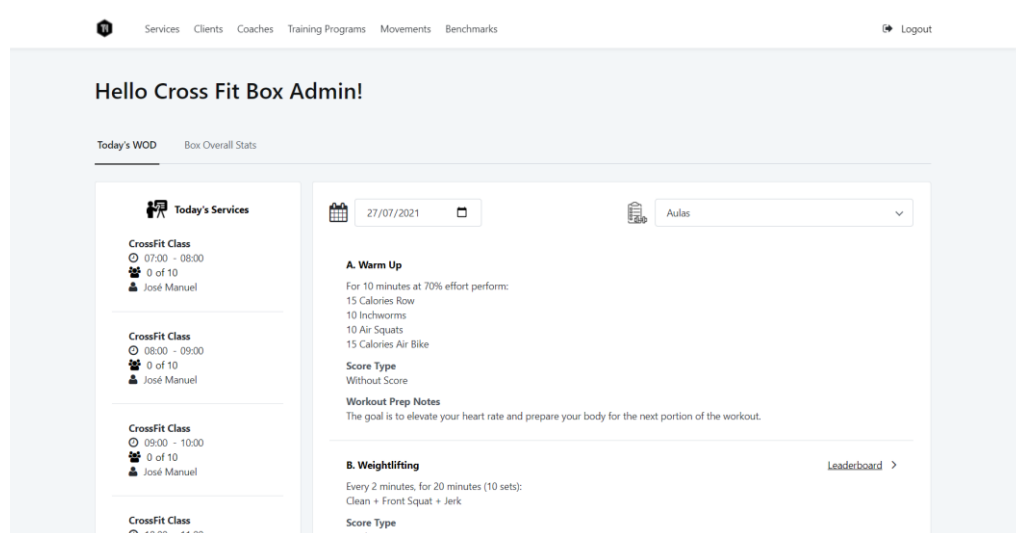 Services Clients Coaches Training Programs Movements Benchmarks Logout
Hello Cross Fit Box Admin!
Today's WOD Box Overall Stats
Today's Services
CrossFit Class
07:00 - 08:00
0 of 10
José Manuel
CrossFit Class
08:00 - 09:00
0 of 10
José Manuel
CrossFit Class
09:00 - 10:00
0 of 10
José Manuel
CrossFit Class
27/07/2021
Aulas
A. Warm Up
For 10 minutes at 70% effort perform:
15 Calories Row
10 Inchworms
10 Air Squats
15 Calories Air Bike
Score Type
Without Score
Workout Prep Notes
The goal is to elevate your heart rate and prepare your body for the next portion of the workout.
B. Weightlifting Leaderboard
Every 2 minutes, for 20 minutes (10 sets):
Clean + Front Squat + Jerk
Score Type